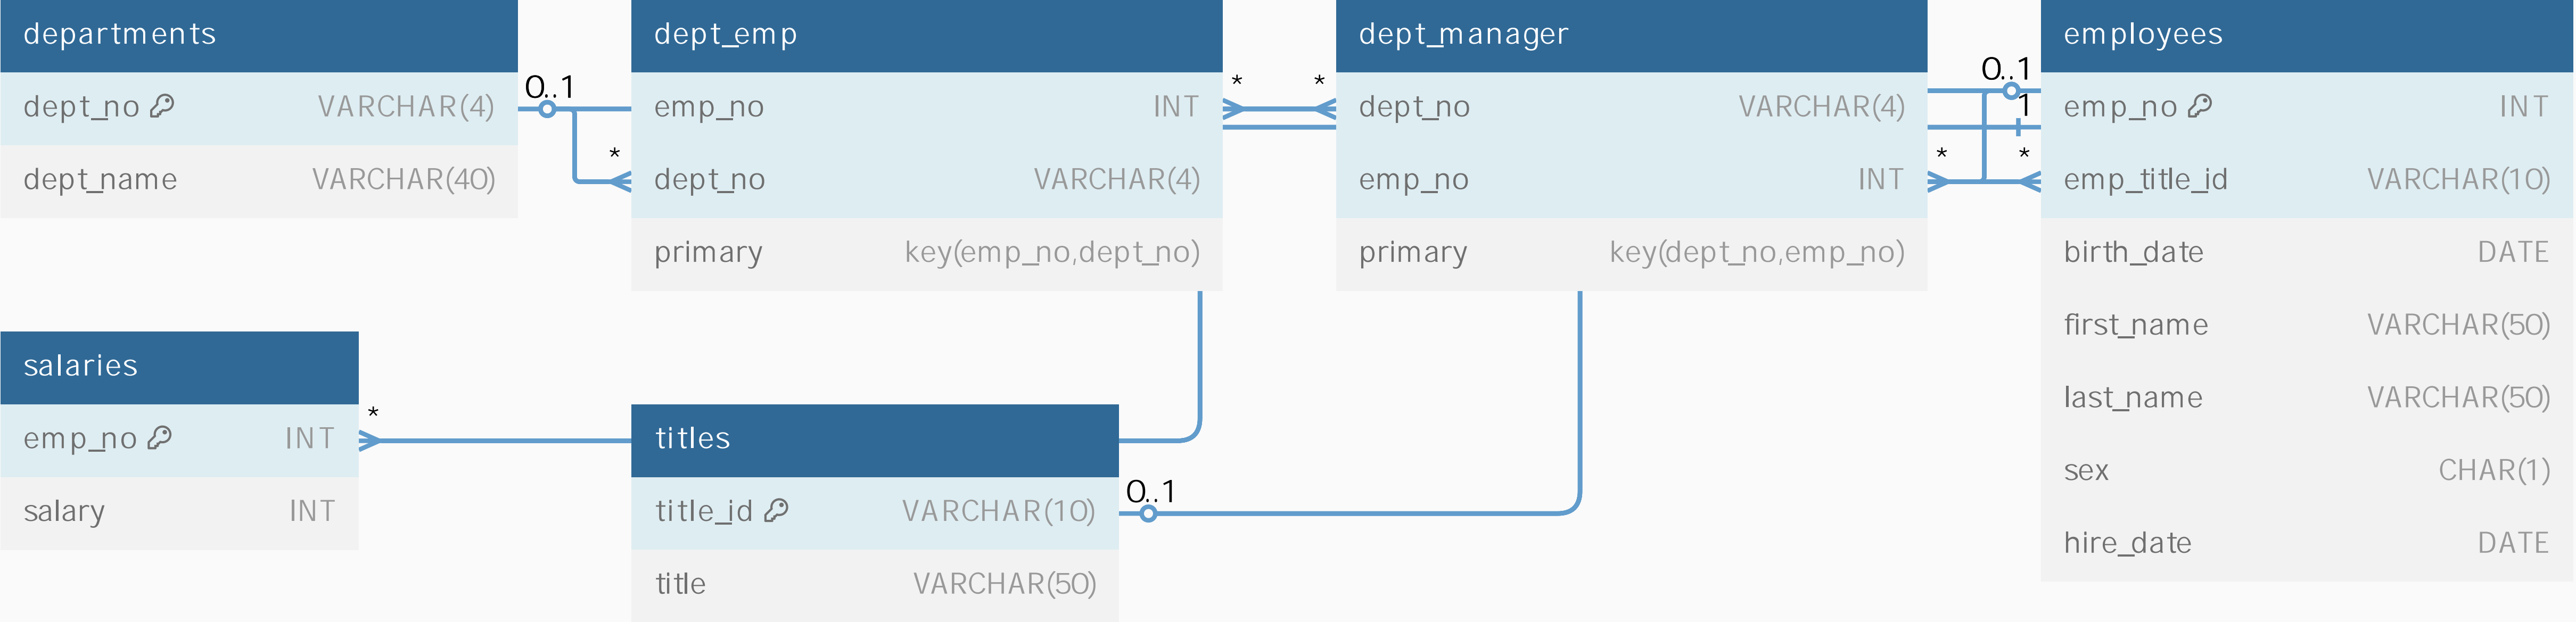 departments
dept_no VARCHAR(4)
dept_name VARCHAR(40)
0..1
*
dept_emp
emp_no INT
dept_no VARCHAR(4)
primary key(emp_no,dept_no)
* *
dept_manager
dept_no VARCHAR(4)
emp_no INT
primary key(dept_no,emp_no)
0..1
1
* *
employees
emp_no INT
emp_title_id VARCHAR(10)
birth_date DATE
first_name VARCHAR(50)
last_name VARCHAR(50)
sex CHAR(1)
hire_date DATE
salaries
emp_no INT
salary INT
*
titles
title_id VARCHAR(10)
title VARCHAR(50)
0..1